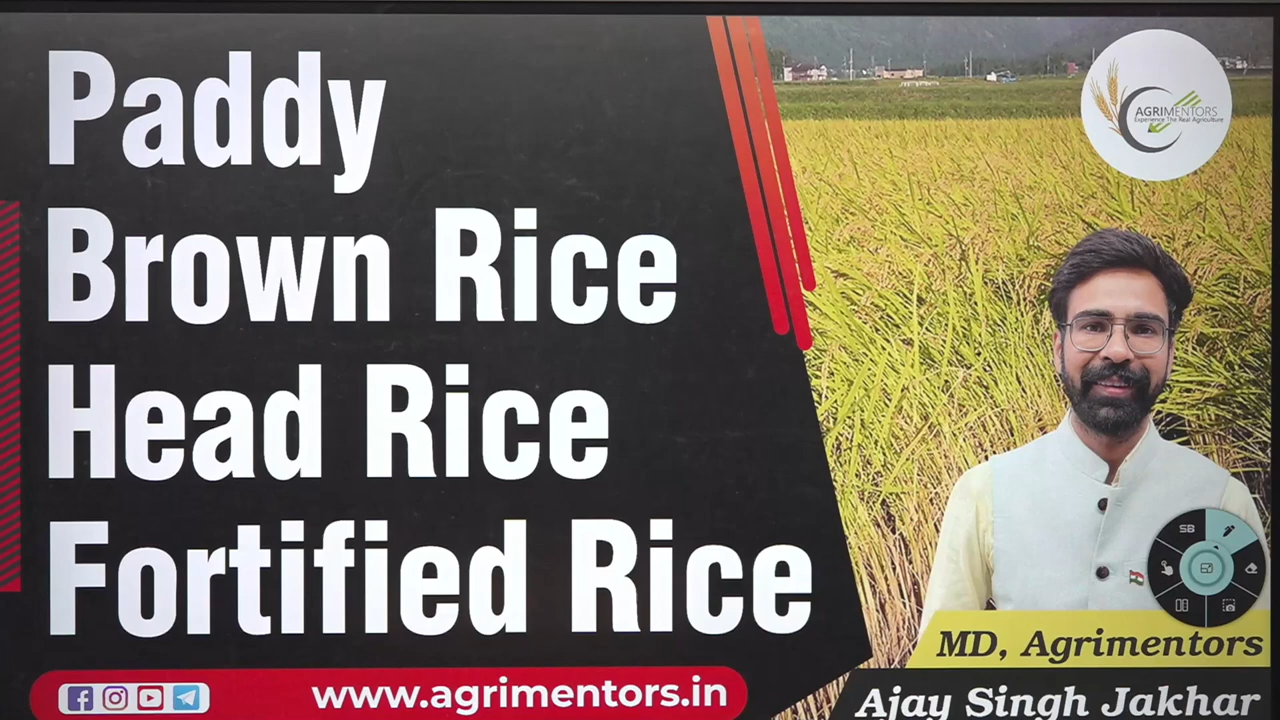 Paddy
Brown Rice
Head Rice
Fortified Rice
AGRIMENTORS
Experience The Real Agriculture
SB
MD, Agrimentors
Ajay Singh Jakhar
www.agrimentors.in